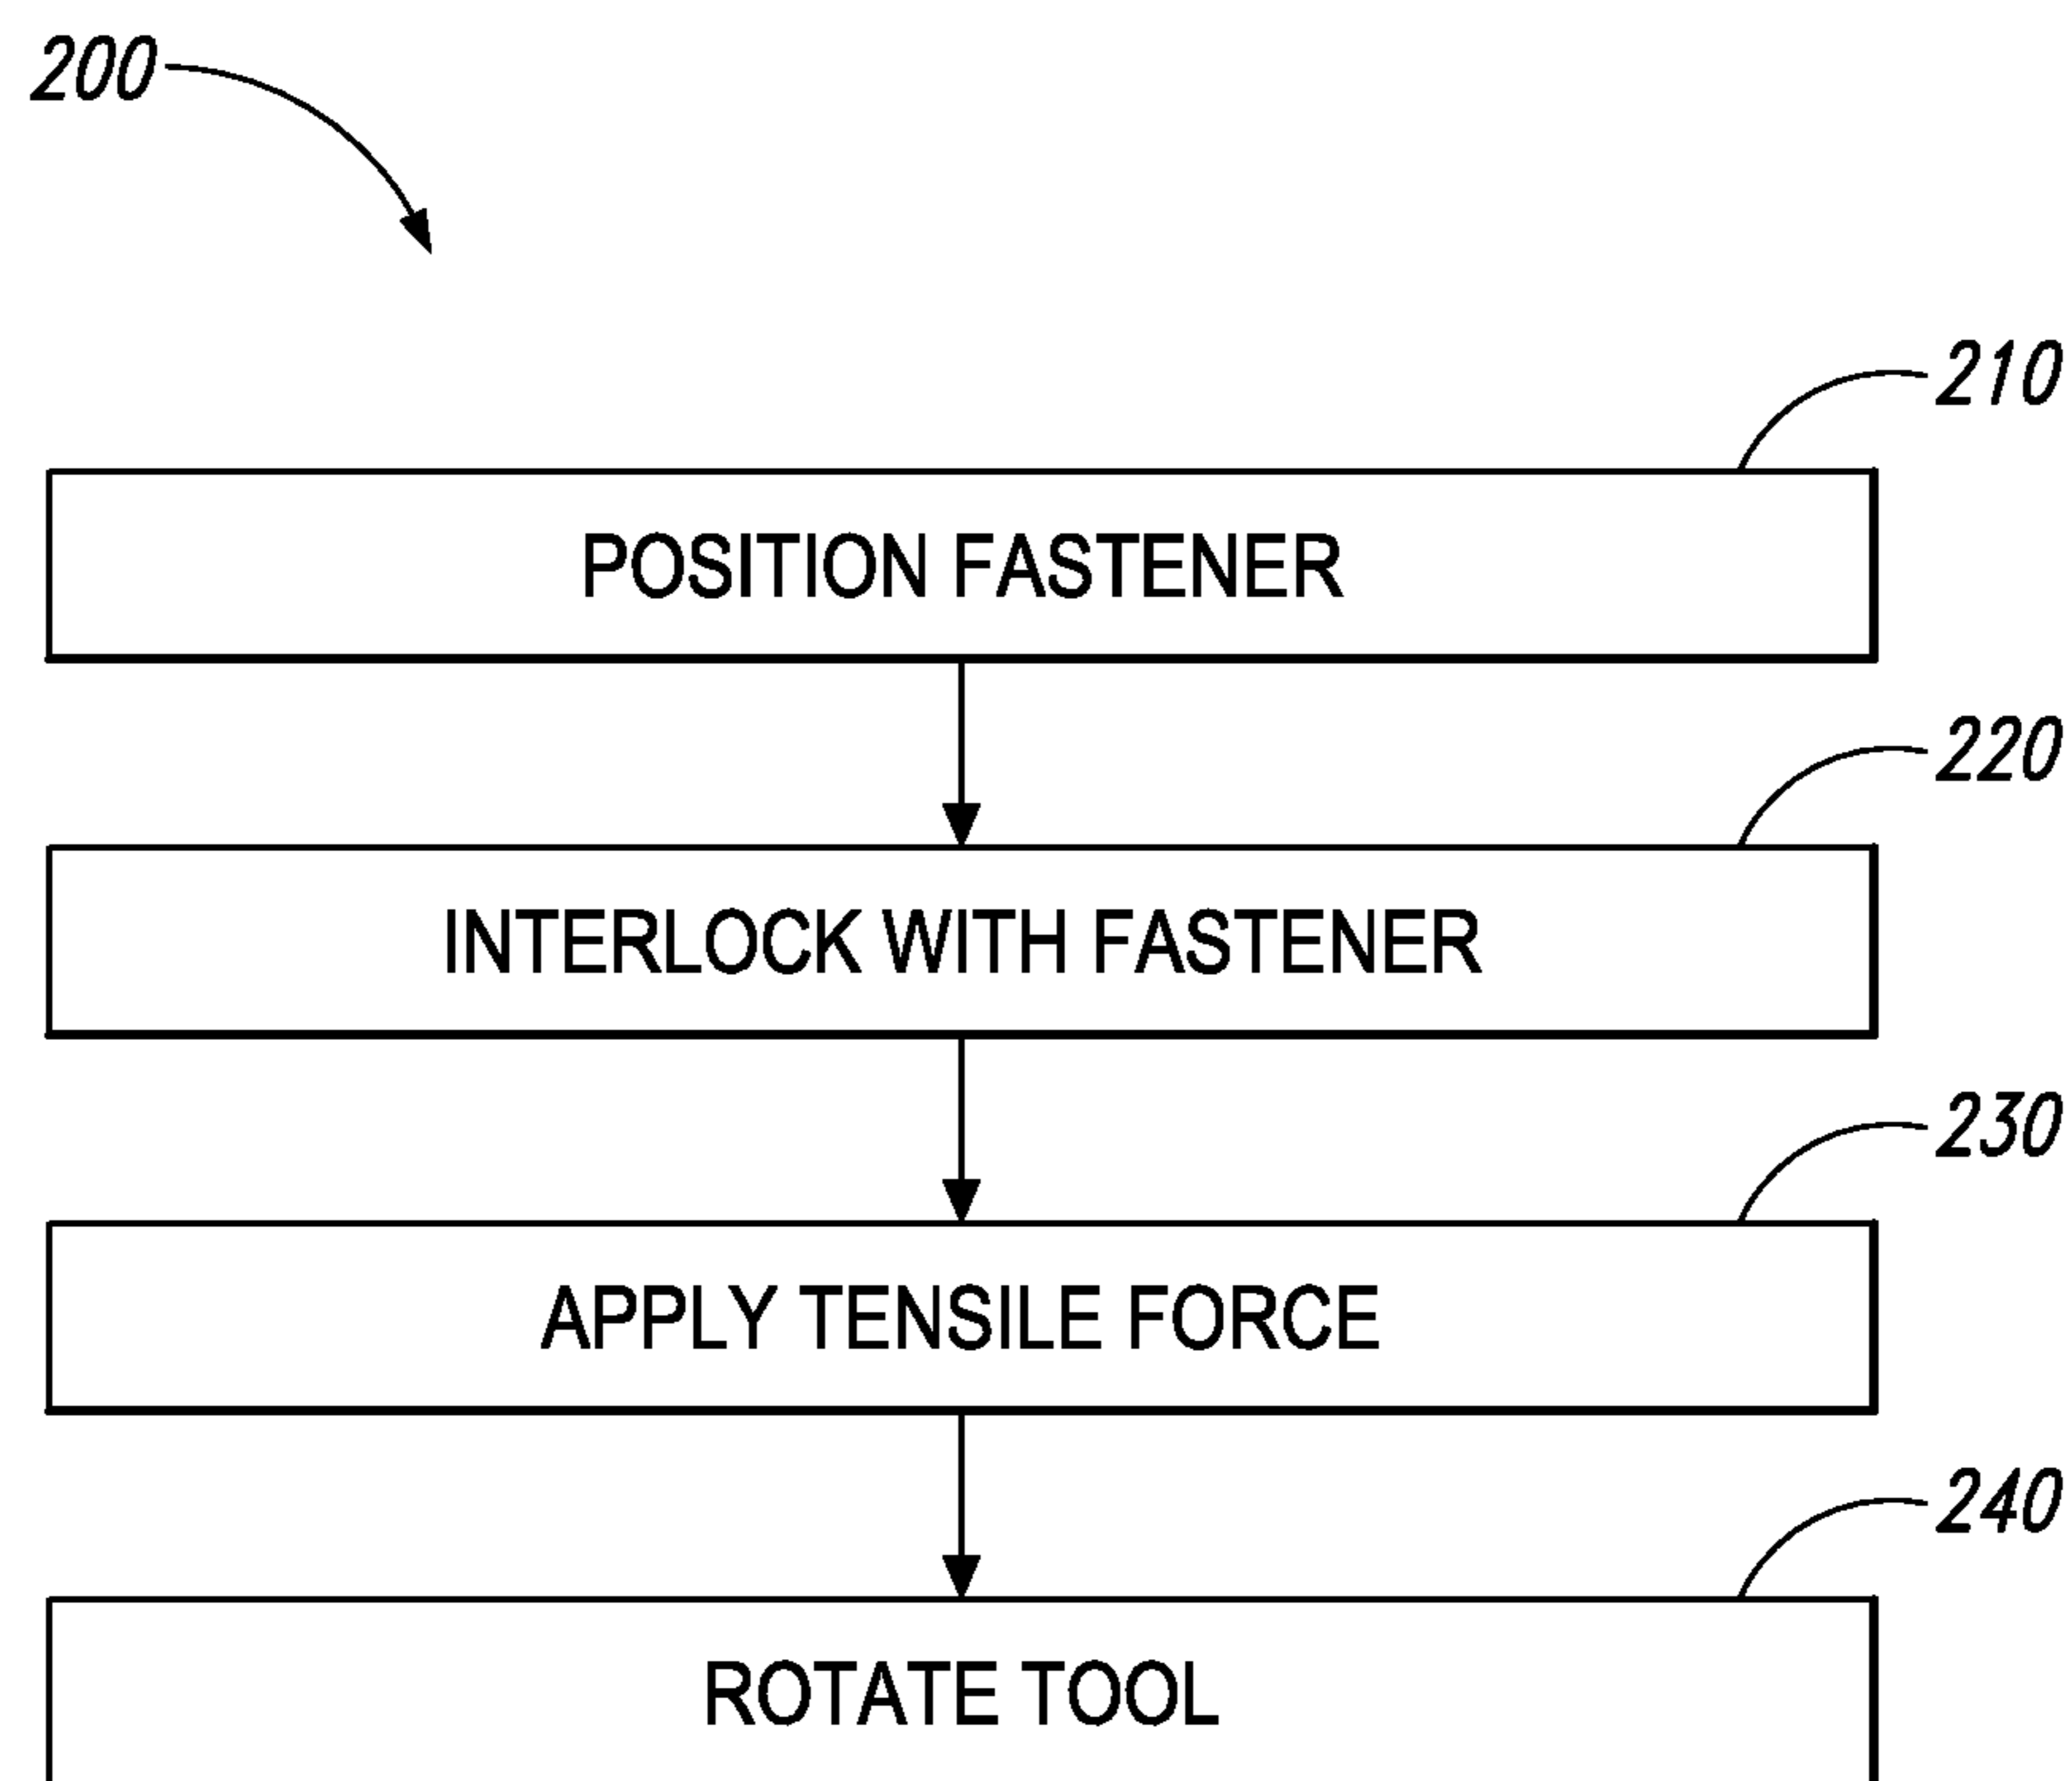 200
210
POSITION FASTENER
220
INTERLOCK WITH FASTENER
230
APPLY TENSILE FORCE
240
ROTATE TOOL